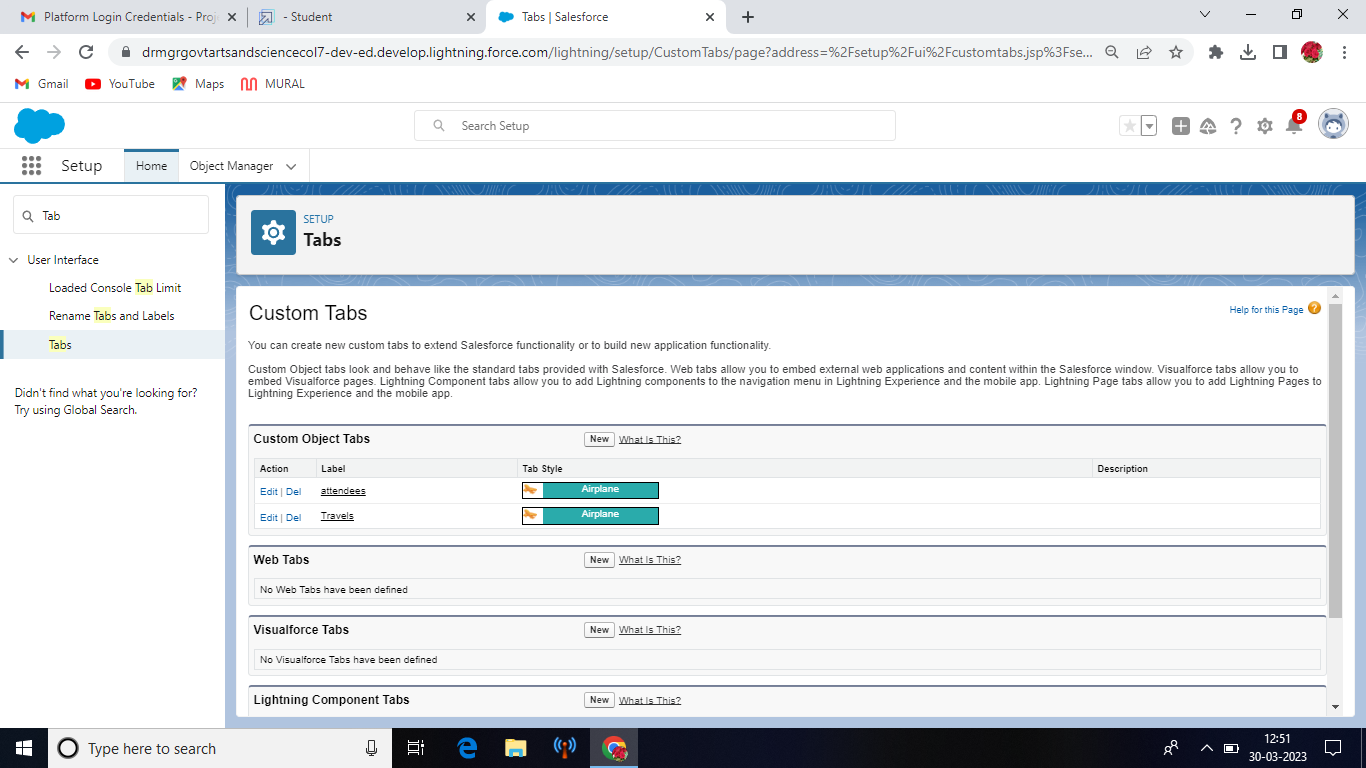 Platform Login Credentials - Proj
- Student
Tabs | Salesforce
drmgrgovtartsandsciencecol7-dev-ed.develop.lightning.force.com/lightning/setup/CustomTabs/page?address=%2Fsetup%2Fui%2Fcustomtabs.jsp%3Fse...
Gmail
YouTube
Maps
MURAL
Search Setup
8
Setup
Home
Object Manager
Tab
User Interface
Loaded Console Tab Limit
Rename Tabs and Labels
Tabs
Didn't find what you're looking for?
Try using Global Search.
SETUP
Tabs
Custom Tabs
Help for this Page ?
You can create new custom tabs to extend Salesforce functionality or to build new application functionality.
Custom Object tabs look and behave like the standard tabs provided with Salesforce. Web tabs allow you to embed external web applications and content within the Salesforce window. Visualforce tabs allow you to
embed Visualforce pages. Lightning Component tabs allow you to add Lightning components to the navigation menu in Lightning Experience and the mobile app. Lightning Page tabs allow you to add Lightning Pages to
Lightning Experience and the mobile app.
Custom Object Tabs New What Is This?
Action Label Tab Style Description
Edit | Del attendees Airplane
Edit | Del Travels Airplane
Web Tabs New What Is This?
No Web Tabs have been defined
Visualforce Tabs New What Is This?
No Visualforce Tabs have been defined
Lightning Component Tabs New What Is This?
Type here to search
12:51
30-03-2023